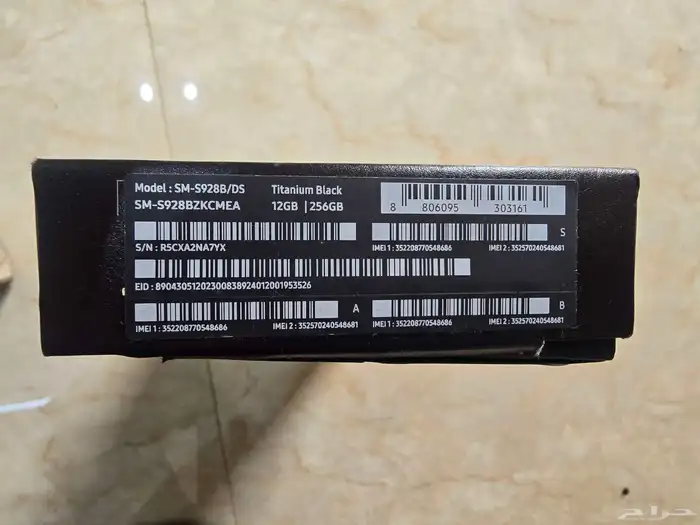 Model : SM-S928B/DS
Titanium Black
SM-S928BZKCMEA
12GB | 256GB
8 806095 303161
S/N : R5CXA2NA7YX
S
IMEI 1 : 352208770548686
IMEI 2 : 352570240548681
EID : 89043051202300838924012001953526
A
IMEI 1 : 352208770548686
IMEI 2 : 352570240548681
B
IMEI 1 : 352208770548686
IMEI 2 : 352570240548681
حراج